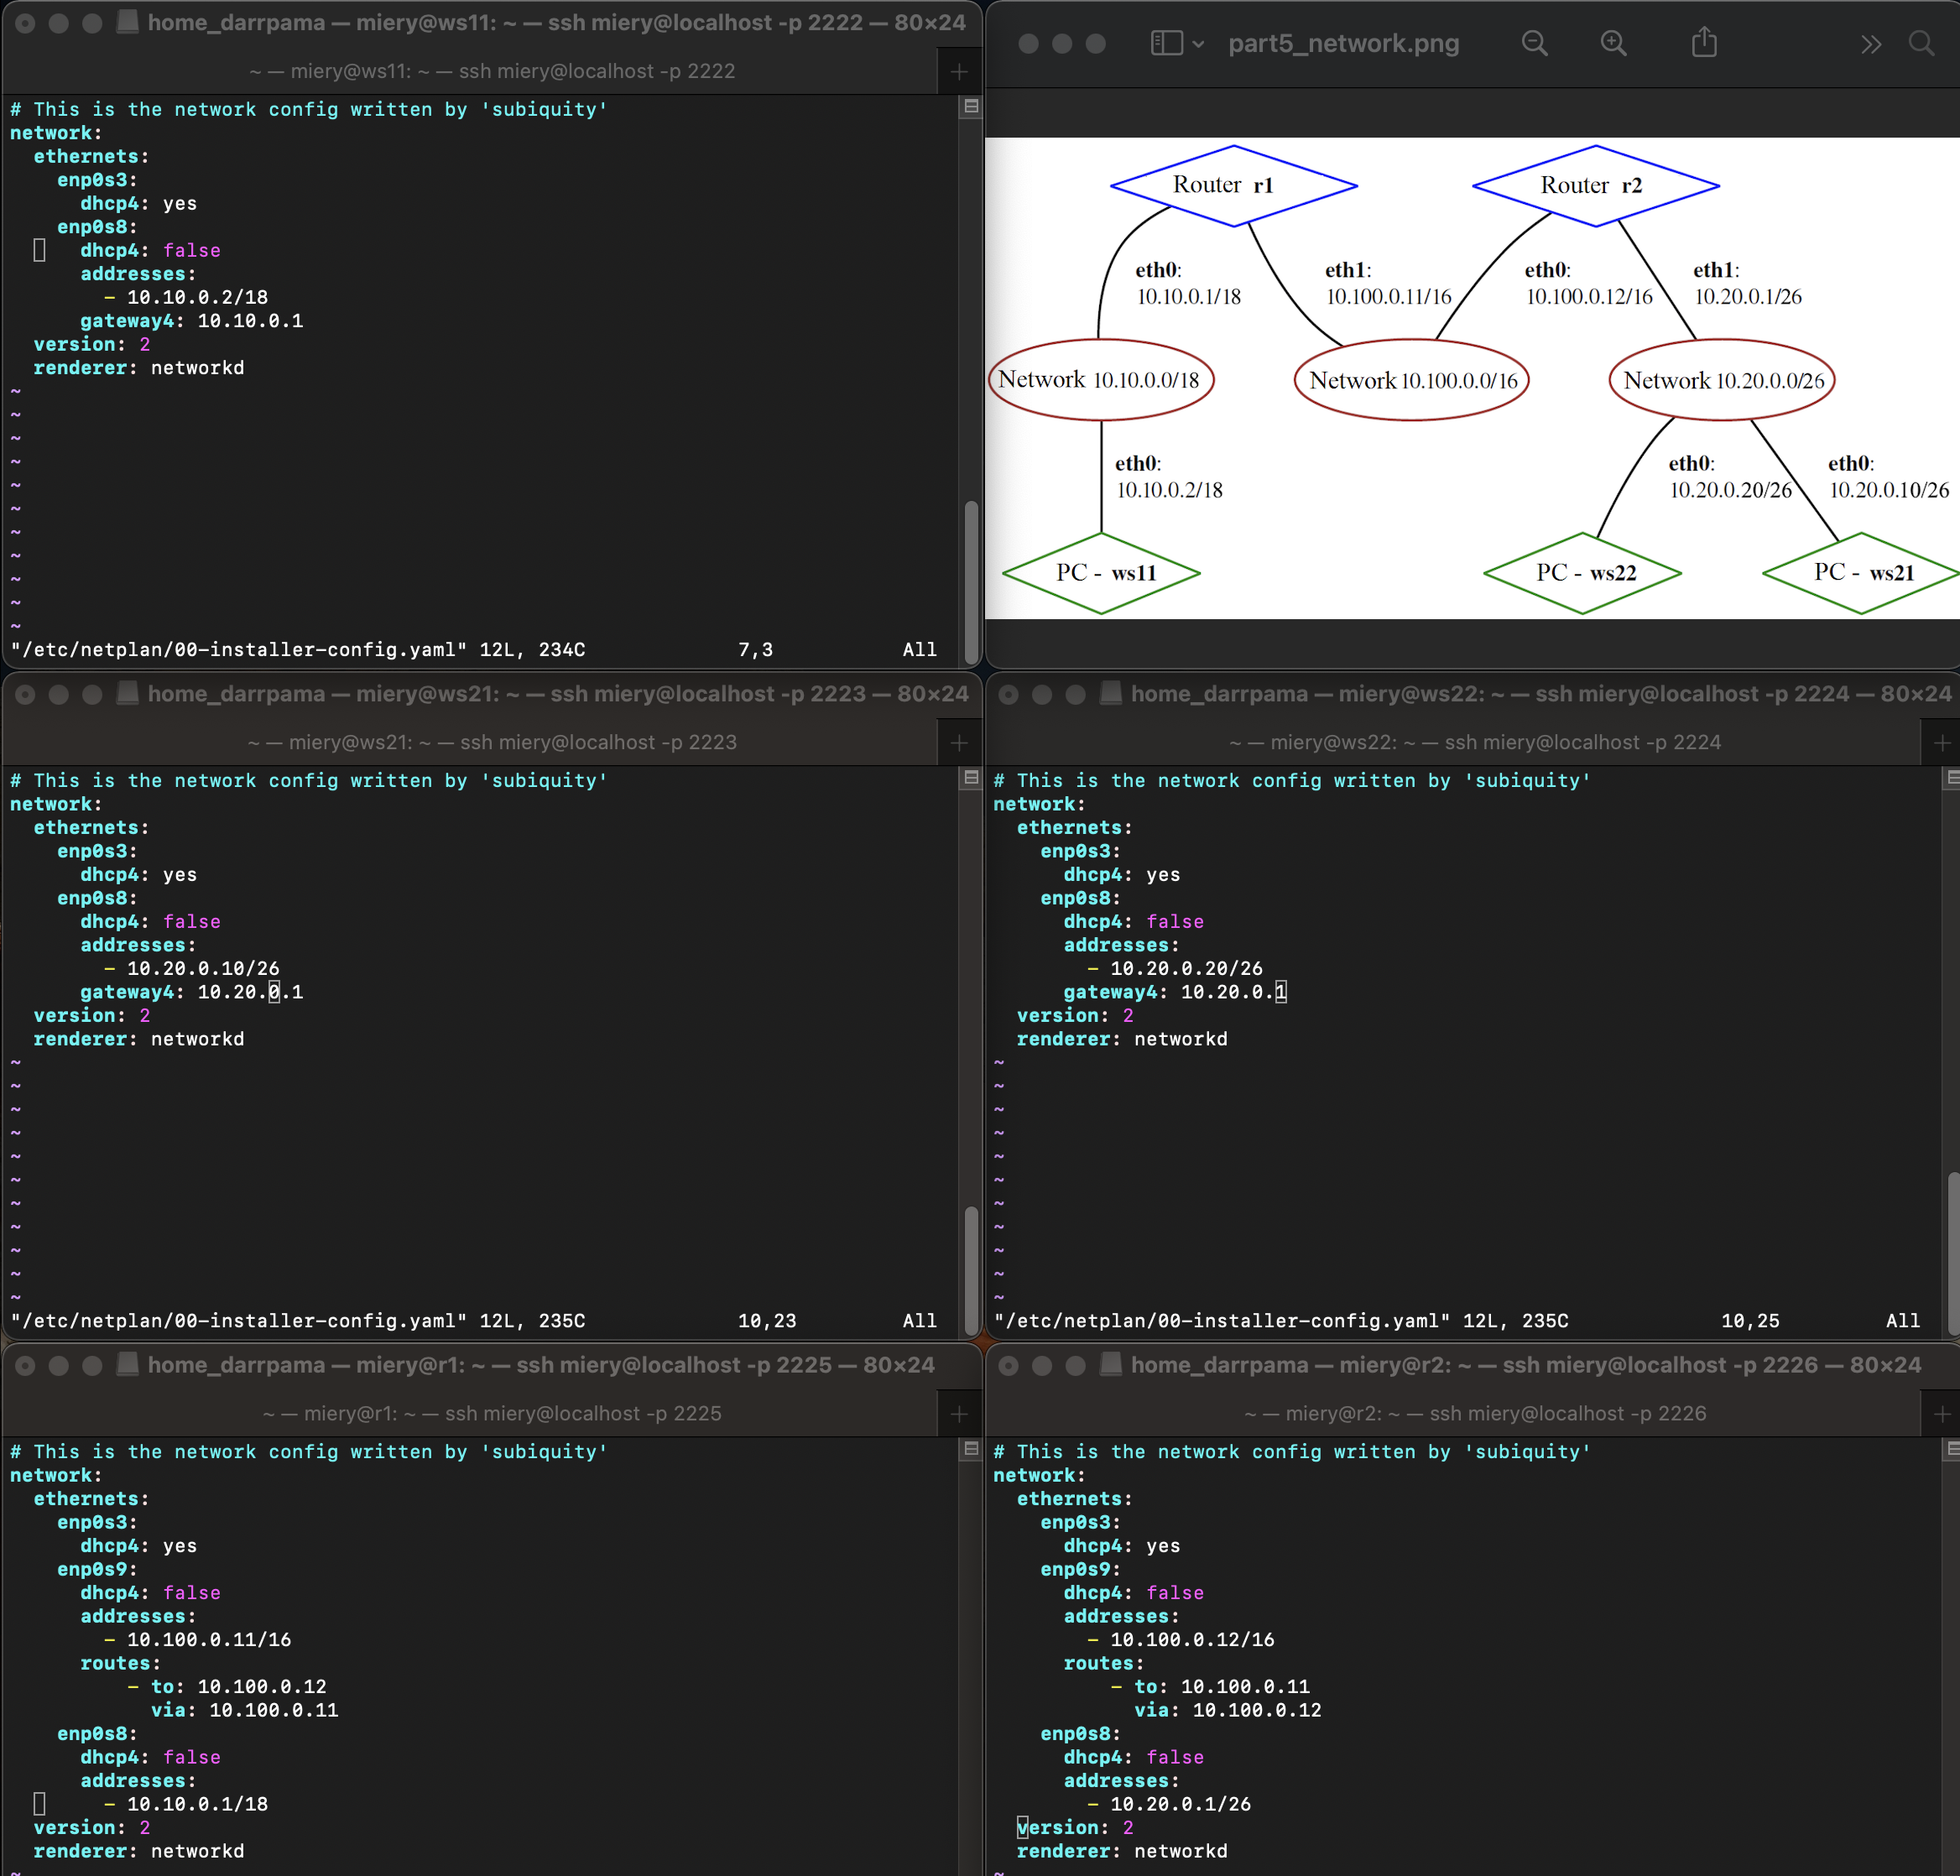 home_darrpama — miery@ws11: ~ — ssh miery@localhost -p 2222 — 80×24
~ — miery@ws11: ~ — ssh miery@localhost -p 2222
# This is the network config written by 'subiquity'
network:
  ethernets:
    enp0s3:
      dhcp4: yes
    enp0s8:
      dhcp4: false
      addresses:
        - 10.10.0.2/18
      gateway4: 10.10.0.1
  version: 2
  renderer: networkd
~
~
~
~
~
~
~
~
~
~
~
"/etc/netplan/00-installer-config.yaml" 12L, 234C 7,3 All
part5_network.png
Router r1
Router r2
eth0:
10.10.0.1/18
eth1:
10.100.0.11/16
eth0:
10.100.0.12/16
eth1:
10.20.0.1/26
Network 10.10.0.0/18
Network 10.100.0.0/16
Network 10.20.0.0/26
eth0:
10.10.0.2/18
eth0:
10.20.0.20/26
eth0:
10.20.0.10/26
PC - ws11
PC - ws22
PC - ws21
home_darrpama — miery@ws21: ~ — ssh miery@localhost -p 2223 — 80×24
~ — miery@ws21: ~ — ssh miery@localhost -p 2223
# This is the network config written by 'subiquity'
network:
  ethernets:
    enp0s3:
      dhcp4: yes
    enp0s8:
      dhcp4: false
      addresses:
        - 10.20.0.10/26
      gateway4: 10.20.0.1
  version: 2
  renderer: networkd
~
~
~
~
~
~
~
~
~
~
~
"/etc/netplan/00-installer-config.yaml" 12L, 235C 10,23 All
home_darrpama — miery@ws22: ~ — ssh miery@localhost -p 2224 — 80×24
~ — miery@ws22: ~ — ssh miery@localhost -p 2224
# This is the network config written by 'subiquity'
network:
  ethernets:
    enp0s3:
      dhcp4: yes
    enp0s8:
      dhcp4: false
      addresses:
        - 10.20.0.20/26
      gateway4: 10.20.0.1
  version: 2
  renderer: networkd
~
~
~
~
~
~
~
~
~
~
~
"/etc/netplan/00-installer-config.yaml" 12L, 235C 10,25 All
home_darrpama — miery@r1: ~ — ssh miery@localhost -p 2225 — 80×24
~ — miery@r1: ~ — ssh miery@localhost -p 2225
# This is the network config written by 'subiquity'
network:
  ethernets:
    enp0s3:
      dhcp4: yes
    enp0s9:
      dhcp4: false
      addresses:
        - 10.100.0.11/16
      routes:
          - to: 10.100.0.12
            via: 10.100.0.11
    enp0s8:
      dhcp4: false
      addresses:
        - 10.10.0.1/18
  version: 2
  renderer: networkd
~
home_darrpama — miery@r2: ~ — ssh miery@localhost -p 2226 — 80×24
~ — miery@r2: ~ — ssh miery@localhost -p 2226
# This is the network config written by 'subiquity'
network:
  ethernets:
    enp0s3:
      dhcp4: yes
    enp0s9:
      dhcp4: false
      addresses:
        - 10.100.0.12/16
      routes:
          - to: 10.100.0.11
            via: 10.100.0.12
    enp0s8:
      dhcp4: false
      addresses:
        - 10.20.0.1/26
  version: 2
  renderer: networkd
~